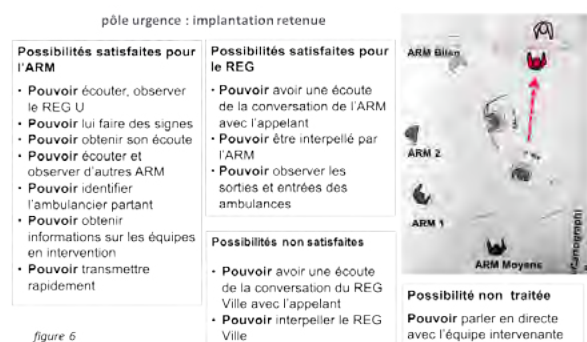 pôle urgence : implantation retenue
Possibilités satisfaites pour
l'ARM
• Pouvoir écouter, observer
le REG U
• Pouvoir lui faire des signes
• Pouvoir obtenir son écoute
• Pouvoir écouter et
observer d'autres ARM
• Pouvoir identifier
l'ambulancier partant
• Pouvoir obtenir
informations sur les équipes
en intervention
• Pouvoir transmettre
rapidement
figure 6
Possibilités satisfaites pour
le REG
• Pouvoir avoir une écoute
de la conversation de l'ARM
avec l'appelant
• Pouvoir être interpellé par
l'ARM
• Pouvoir observer les
sorties et entrées des
ambulances
Possibilités non satisfaites
• Pouvoir avoir une écoute
de la conversation du REG
Ville avec l'appelant
• Pouvoir interpeller le REG
Ville
ARM Bilan
ARM 2
ARM 1
ARM Moyens
Cartographi
Possibilité non traitée
Pouvoir parler en directe
avec l'équipe intervenante